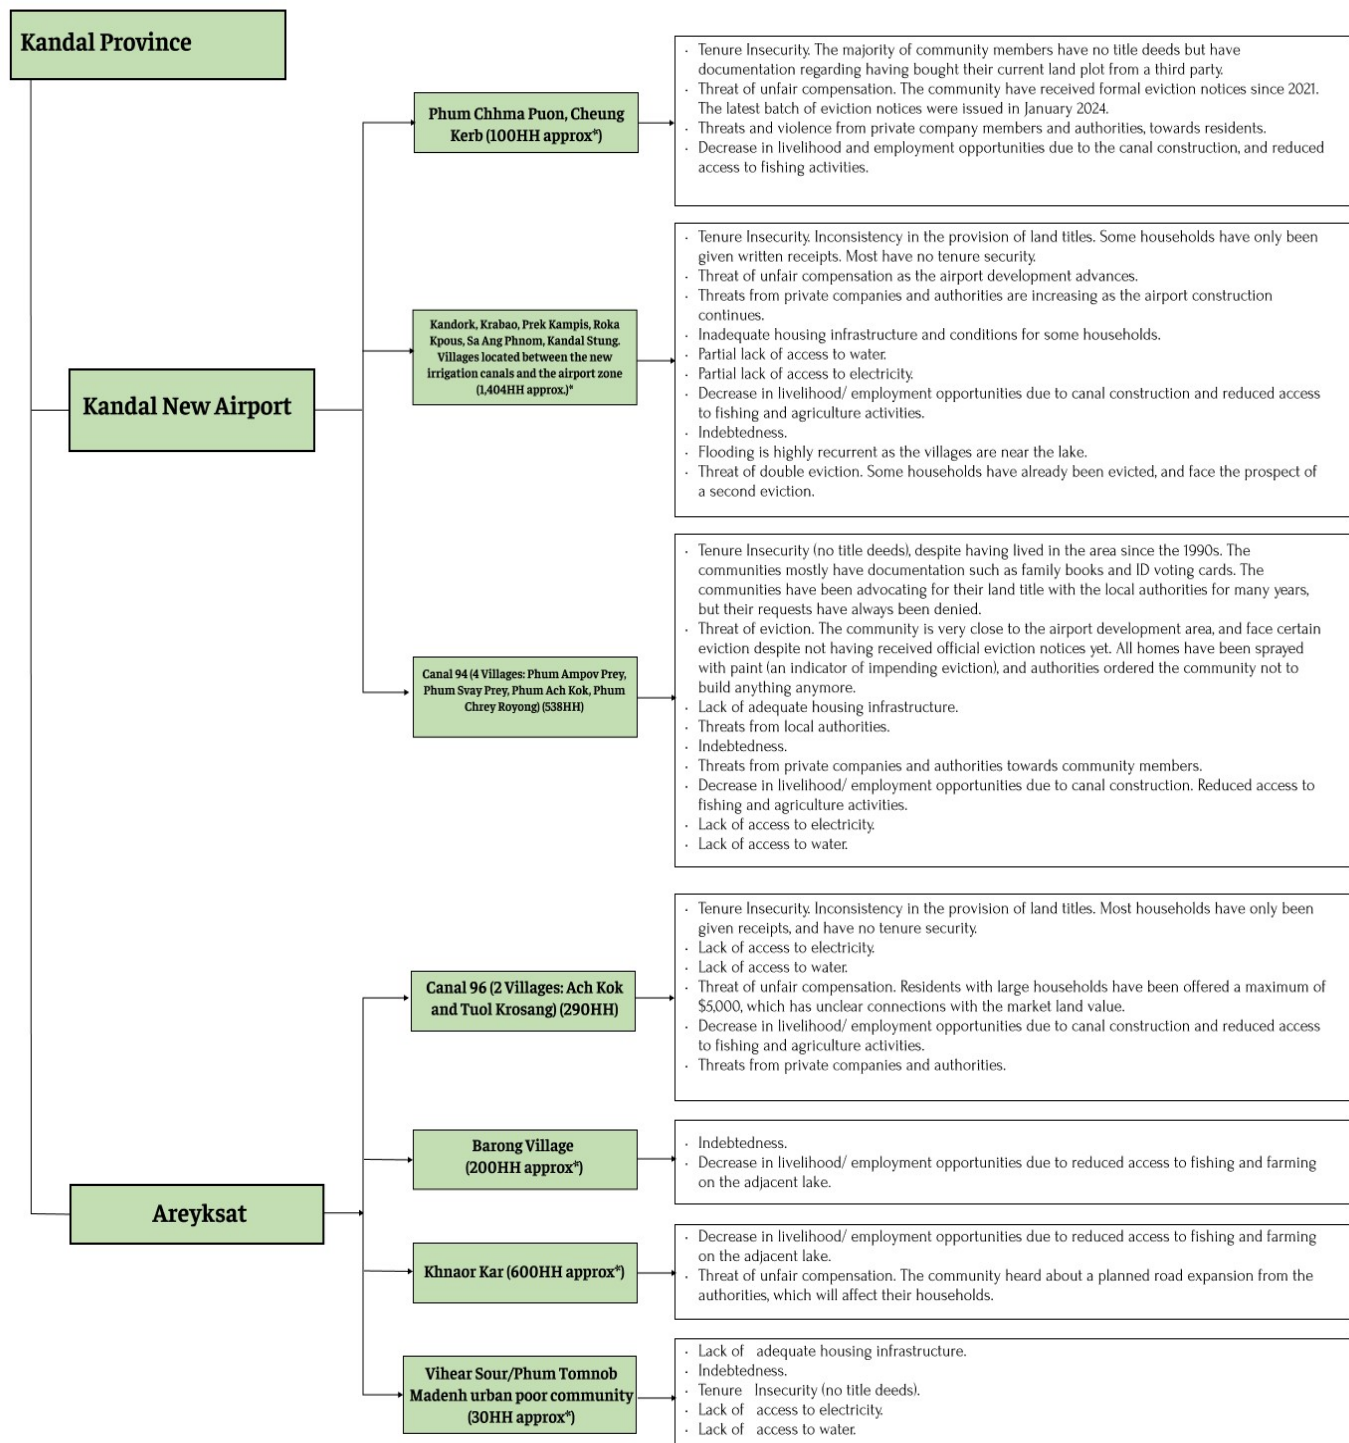 Kandal Province
Kandal New Airport
Phum Chhma Puon, Cheung
Kerb (100HH approx*)
· Tenure Insecurity. The majority of community members have no title deeds but have
documentation regarding having bought their current land plot from a third party.
· Threat of unfair compensation. The community have received formal eviction notices since 2021.
The latest batch of eviction notices were issued in January 2024.
· Threats and violence from private company members and authorities, towards residents.
· Decrease in livelihood and employment opportunities due to the canal construction, and reduced
access to fishing activities.
Kandork, Krabao, Prek Kampis, Roka
Kpous, Sa Ang Phnom, Kandal Stung.
Villages located between the new
irrigation canals and the airport zone
(1,404HH approx.)*
· Tenure Insecurity. Inconsistency in the provision of land titles. Some households have only been
given written receipts. Most have no tenure security.
· Threat of unfair compensation as the airport development advances.
· Threats from private companies and authorities are increasing as the airport construction
continues.
· Inadequate housing infrastructure and conditions for some households.
· Partial lack of access to water.
· Partial lack of access to electricity.
· Decrease in livelihood/ employment opportunities due to canal construction and reduced access
to fishing and agriculture activities.
· Indebtedness.
· Flooding is highly recurrent as the villages are near the lake.
· Threat of double eviction. Some households have already been evicted, and face the prospect of
a second eviction.
Canal 94 (4 Villages: Phum Ampov Prey,
Phum Svay Prey, Phum Ach Kok, Phum
Chrey Royong) (538HH)
· Tenure Insecurity (no title deeds), despite having lived in the area since the 1990s. The
communities mostly have documentation such as family books and ID voting cards. The
communities have been advocating for their land title with the local authorities for many years,
but their requests have always been denied.
· Threat of eviction. The community is very close to the airport development area, and face certain
eviction despite not having received official eviction notices yet. All homes have been sprayed
with paint (an indicator of impending eviction), and authorities ordered the community not to
build anything anymore.
· Lack of adequate housing infrastructure.
· Threats from local authorities.
· Indebtedness.
· Threats from private companies and authorities towards community members.
· Decrease in livelihood/ employment opportunities due to canal construction. Reduced access to
fishing and agriculture activities.
· Lack of access to electricity.
· Lack of access to water.
Areyksat
Canal 96 (2 Villages: Ach Kok
and Tuol Krosang) (290HH)
· Tenure Insecurity. Inconsistency in the provision of land titles. Most households have only been
given receipts, and have no tenure security.
· Lack of access to electricity.
· Lack of access to water.
· Threat of unfair compensation. Residents with large households have been offered a maximum of
$5,000, which has unclear connections with the market land value.
· Decrease in livelihood/ employment opportunities due to canal construction and reduced access
to fishing and agriculture activities.
· Threats from private companies and authorities.
Barong Village
(200HH approx*)
· Indebtedness.
· Decrease in livelihood/ employment opportunities due to reduced access to fishing and farming
on the adjacent lake.
Khnaor Kar (600HH approx*)
· Decrease in livelihood/ employment opportunities due to reduced access to fishing and farming
on the adjacent lake.
· Threat of unfair compensation. The community heard about a planned road expansion from the
authorities, which will affect their households.
Vihear Sour/Phum Tomnob
Madenh urban poor community
(30HH approx*)
· Lack of adequate housing infrastructure.
· Indebtedness.
· Tenure Insecurity (no title deeds).
· Lack of access to electricity.
· Lack of access to water.